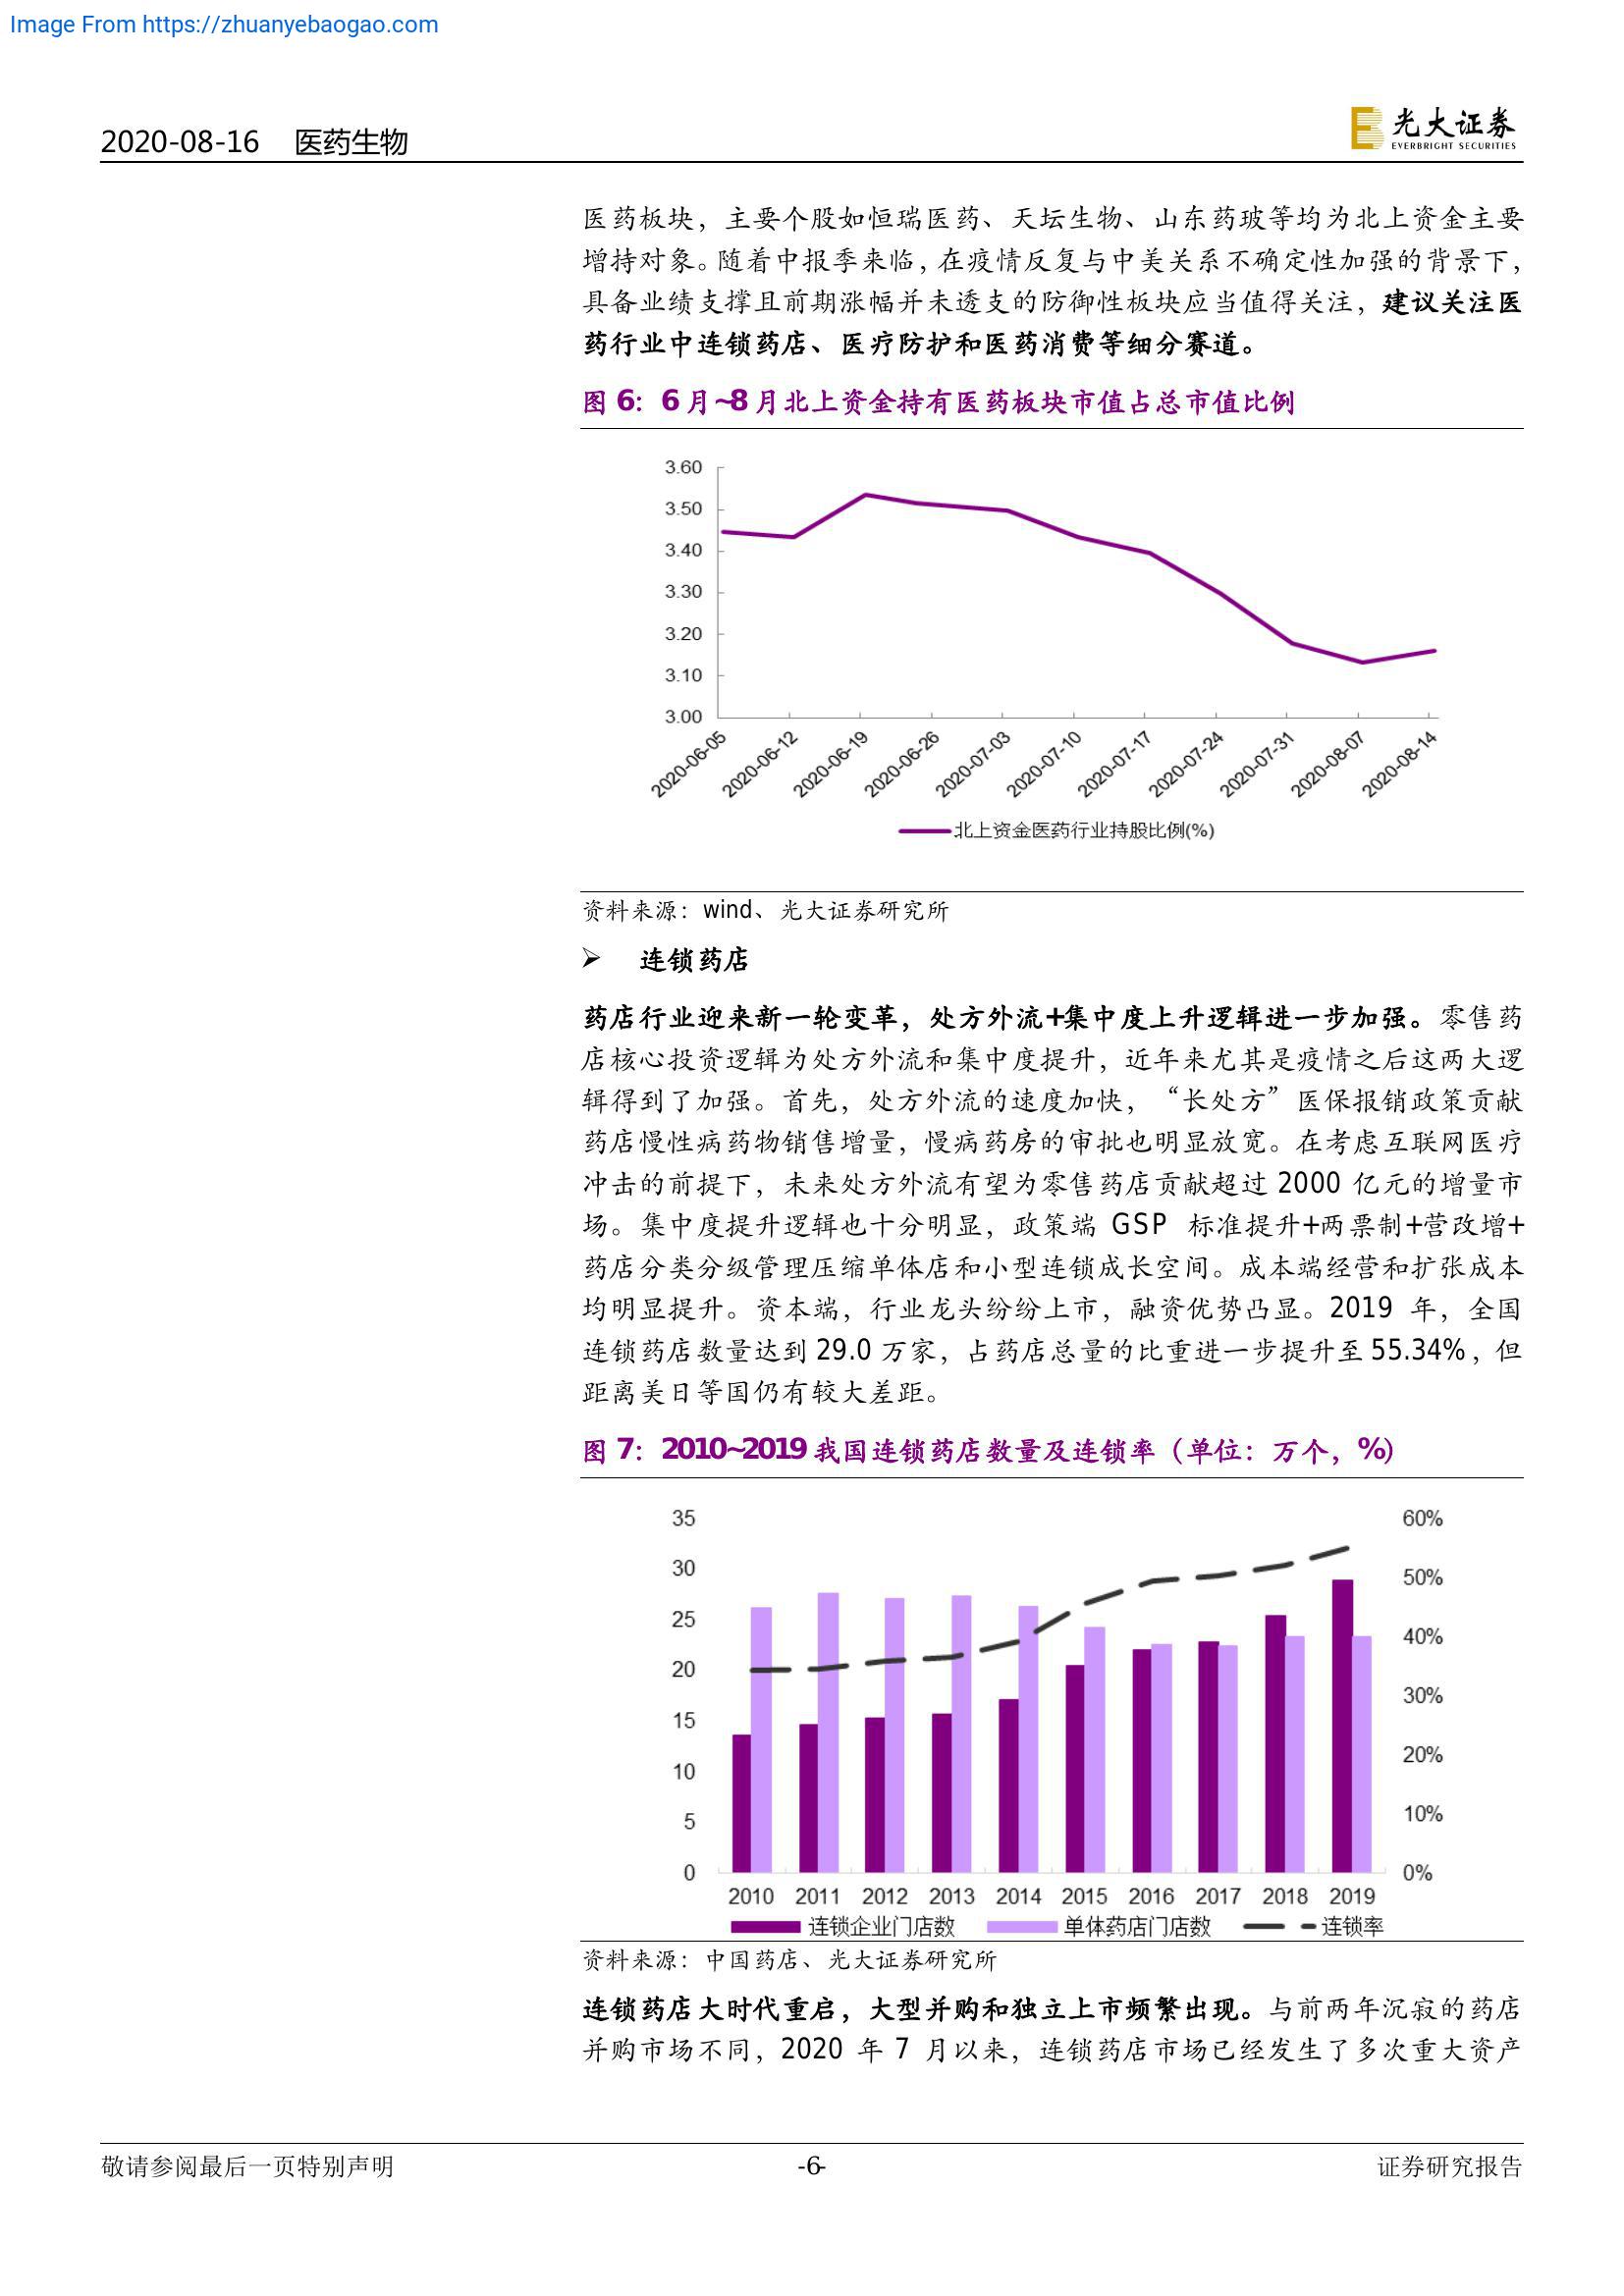 Image From https://zhuanyebaogao.com
2020-08-16 医药生物
光大证券
EVERBRIGHT SECURITIES
医药板块，主要个股如恒瑞医药、天坛生物、山东药玻等均为北上资金主要
增持对象。随着中报季来临，在疫情反复与中美关系不确定性加强的背景下，
具备业绩支撑且前期涨幅并未透支的防御性板块应当值得关注，建议关注医
药行业中连锁药店、医疗防护和医药消费等细分赛道。
图 6：6 月~8 月北上资金持有医药板块市值占总市值比例
3.60
3.50
3.40
3.30
3.20
3.10
3.00
2020-06-05 2020-06-12 2020-06-19 2020-06-26 2020-07-03 2020-07-10 2020-07-17 2020-07-24 2020-07-31 2020-08-07 2020-08-14
北上资金医药行业持股比例(%)
资料来源：wind、光大证券研究所
➢ 连锁药店
药店行业迎来新一轮变革，处方外流+集中度上升逻辑进一步加强。零售药
店核心投资逻辑为处方外流和集中度提升，近年来尤其是疫情之后这两大逻
辑得到了加强。首先，处方外流的速度加快，“长处方”医保报销政策贡献
药店慢性病药物销售增量，慢病药房的审批也明显放宽。在考虑互联网医疗
冲击的前提下，未来处方外流有望为零售药店贡献超过 2000 亿元的增量市
场。集中度提升逻辑也十分明显，政策端 GSP 标准提升+两票制+营改增+
药店分类分级管理压缩单体店和小型连锁成长空间。成本端经营和扩张成本
均明显提升。资本端，行业龙头纷纷上市，融资优势凸显。2019 年，全国
连锁药店数量达到 29.0 万家，占药店总量的比重进一步提升至 55.34%，但
距离美日等国仍有较大差距。
图 7：2010~2019 我国连锁药店数量及连锁率（单位：万个，%）
35 60%
30 50%
25 40%
20 30%
15 20%
10 10%
5 0%
0
2010 2011 2012 2013 2014 2015 2016 2017 2018 2019
连锁企业门店数 单体药店门店数 连锁率
资料来源：中国药店、光大证券研究所
连锁药店大时代重启，大型并购和独立上市频繁出现。与前两年沉寂的药店
并购市场不同，2020 年 7 月以来，连锁药店市场已经发生了多次重大资产
敬请参阅最后一页特别声明 -6- 证券研究报告